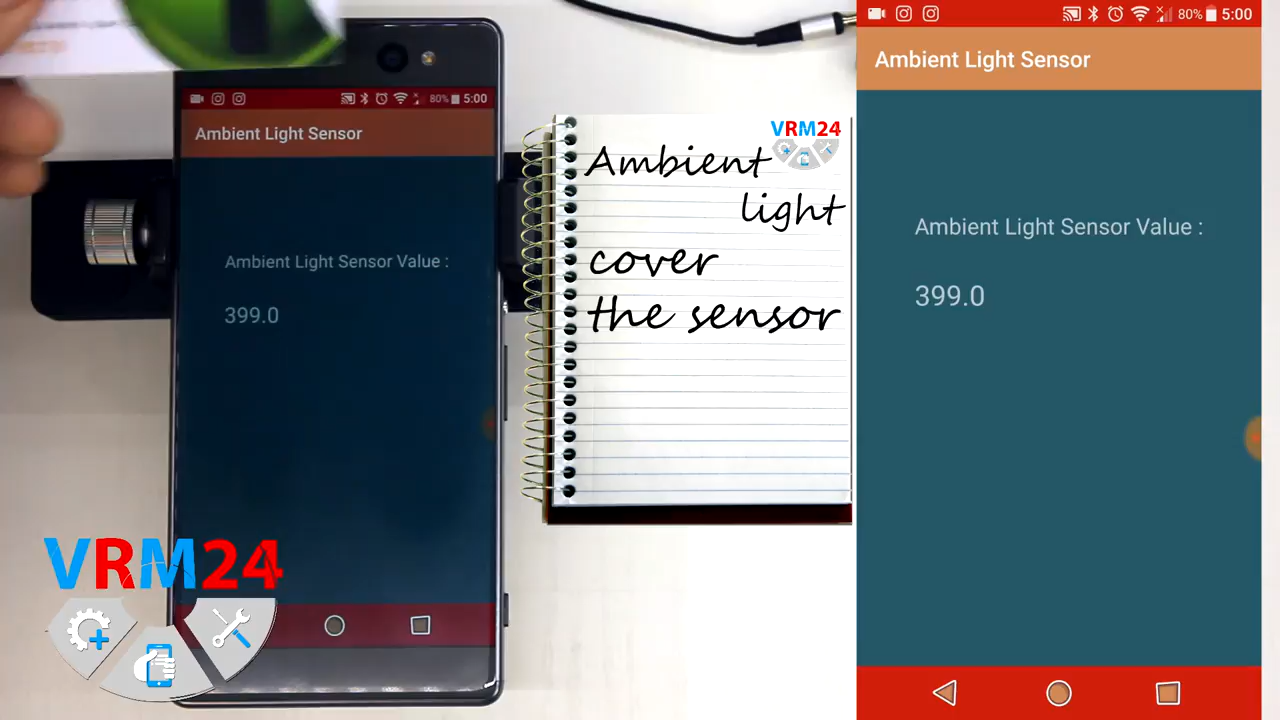 80% 5:00
Ambient Light Sensor
Ambient Light Sensor Value :
399.0
VRM24
VRM24
Ambient
light
cover
the sensor
80% 5:00
Ambient Light Sensor
Ambient Light Sensor Value :
399.0